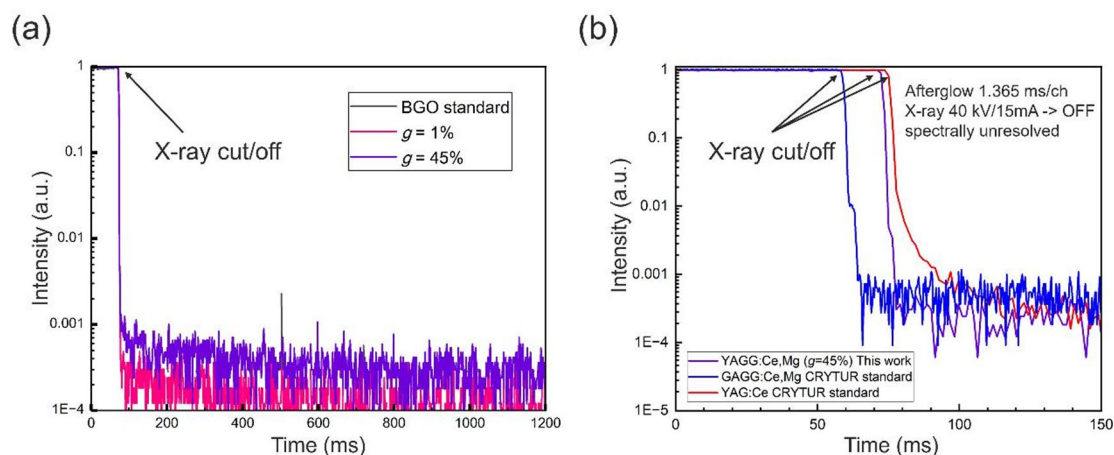 (a)
1
0.1
0.01
0.001
1E-4
0 200 400 600 800 1000 1200
Intensity (a.u.)
Time (ms)
X-ray cut/off
BGO standard
g = 1%
g = 45%
(b)
1
0.1
0.01
0.001
1E-4
1E-5
0 50 100 150
Intensity (a.u.)
Time (ms)
X-ray cut/off
Afterglow 1.365 ms/ch
X-ray 40 kV/15mA -> OFF
spectrally unresolved
YAGG:Ce,Mg (g=45%) This work
GAGG:Ce,Mg CRYTUR standard
YAG:Ce CRYTUR standard